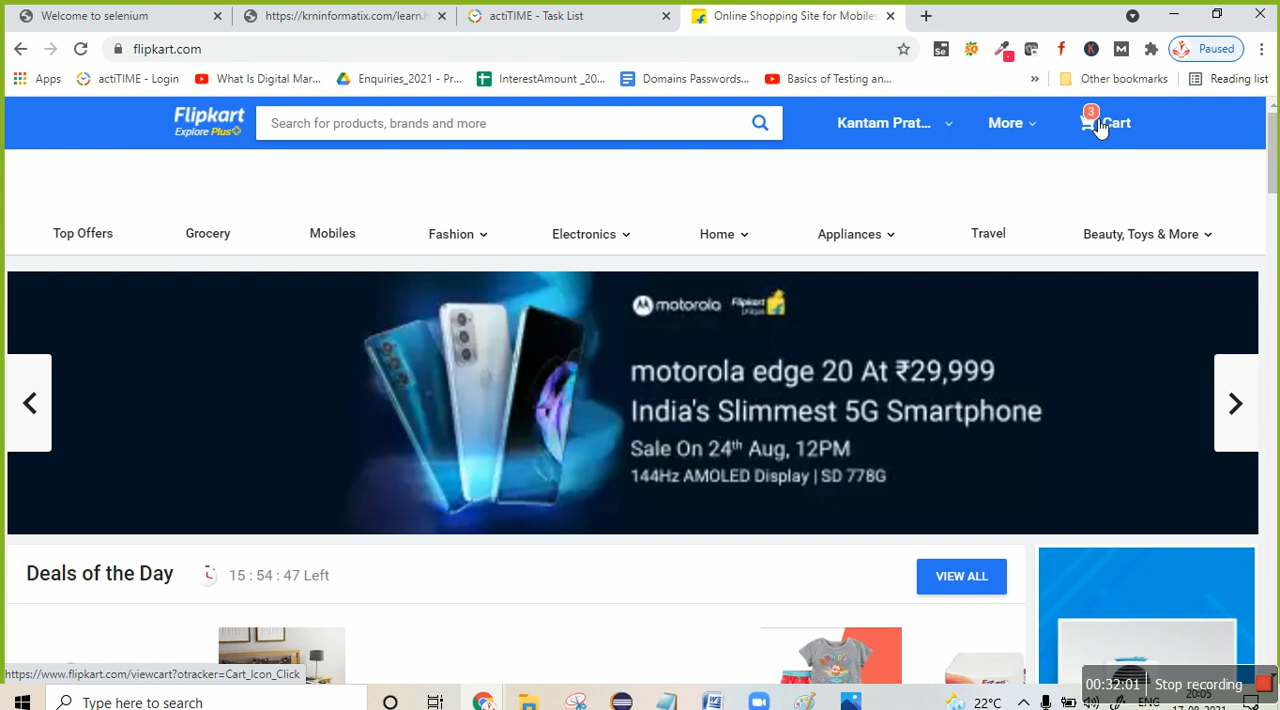 Welcome to selenium
https://krninformatix.com/learn.h
actiTIME - Task List
Online Shopping Site for Mobiles
flipkart.com
Paused
Apps
actiTIME - Login
What Is Digital Mar...
Enquiries_2021 - Pr...
InterestAmount _20...
Domains Passwords...
Basics of Testing an...
»
Other bookmarks
Reading list
Flipkart
Explore Plus
Search for products, brands and more
Kantam Prat...
More
3
Cart
Top Offers
Grocery
Mobiles
Fashion
Electronics
Home
Appliances
Travel
Beauty, Toys & More
motorola
Flipkart
Unique
motorola edge 20 At ₹29,999
India's Slimmest 5G Smartphone
Sale On 24th Aug, 12PM
144Hz AMOLED Display | SD 778G
Deals of the Day
15 : 54 : 47 Left
VIEW ALL
https://www.flipkart.com/viewcart?otracker=Cart_Icon_Click
00:32:01
Stop recording
Type here to search
22°C
ENG
20:05
17-08-2021